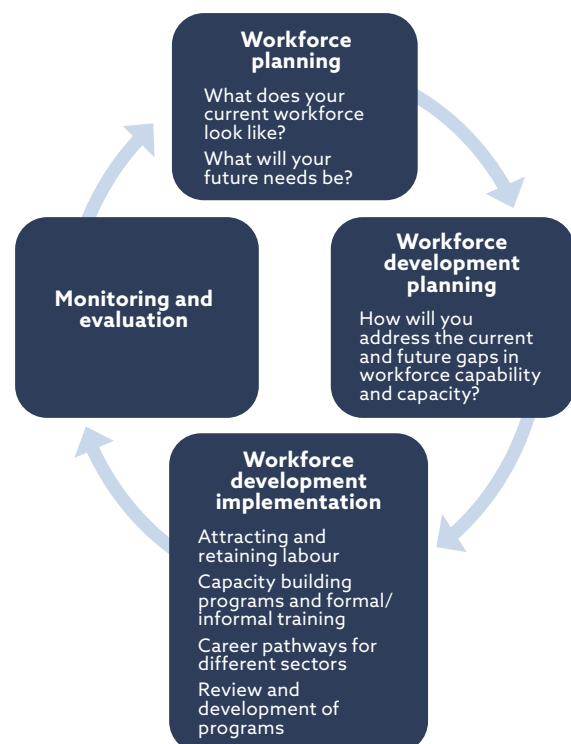 Workforce
planning
What does your
current workforce
look like?
What will your
future needs be?
Workforce
development
planning
How will you
address the current
and future gaps in
workforce capability
and capacity?
Workforce
development
implementation
Attracting and
retaining labour
Capacity building
programs and formal/
informal training
Career pathways for
different sectors
Review and
development of
programs
Monitoring and
evaluation